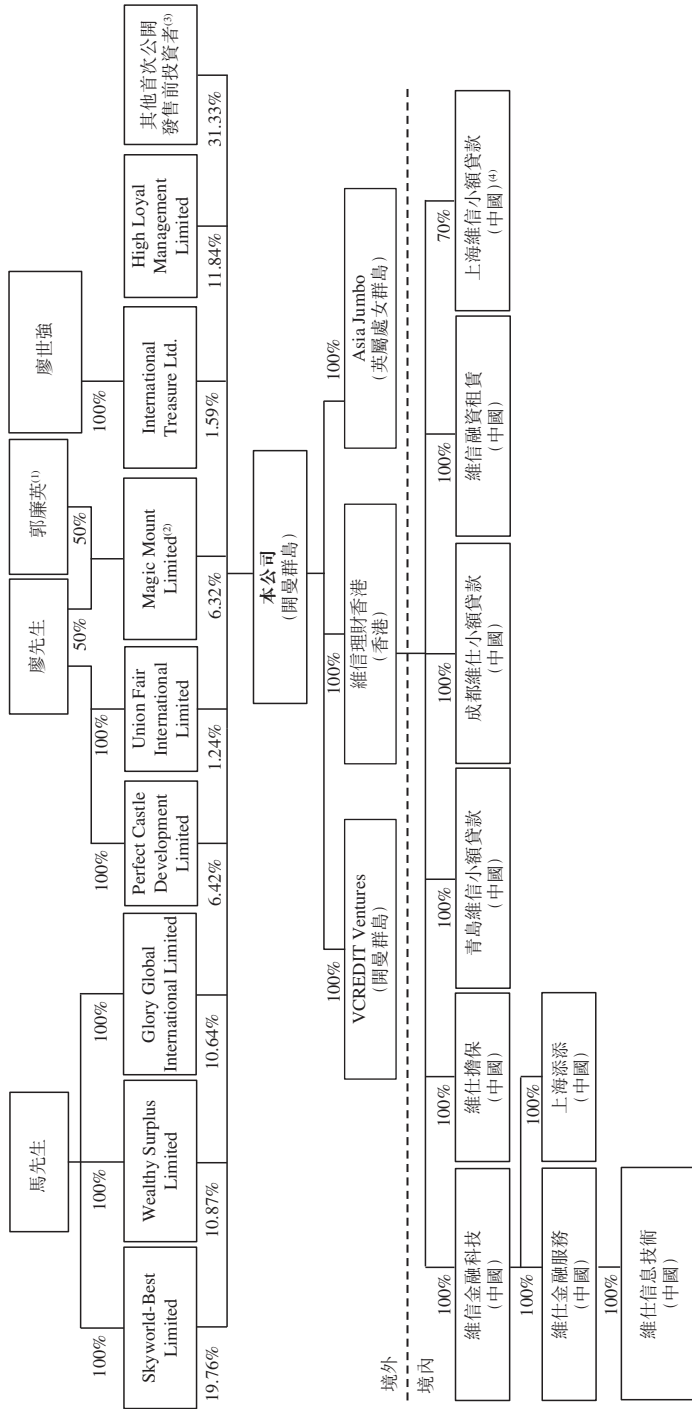 馬先生
廖先生
郭廉英(1)
廖世強
100%
100%
100%
100%
100%
50%
50%
100%
Skyworld-Best
Limited
Wealthy Surplus
Limited
Glory Global
International Limited
Perfect Castle
Development
Limited
Union Fair
International
Limited
Magic Mount
Limited(2)
International
Treasure Ltd.
High Loyal
Management
Limited
其他首次公開
發售前投資者(3)
19.76%
10.87%
10.64%
6.42%
1.24%
6.32%
1.59%
11.84%
31.33%
本公司
(開曼群島)
100%
100%
100%
VCREDIT Ventures
(開曼群島)
維信理財香港
(香港)
Asia Jumbo
(英屬處女群島)
境外
境內
100%
100%
100%
100%
100%
70%
維信金融科技
(中國)
維仕擔保
(中國)
青島維信小額貸款
(中國)
成都維仕小額貸款
(中國)
維信融資租賃
(中國)
上海維信小額貸款
(中國)(4)
100%
100%
維仕金融服務
(中國)
上海添添
(中國)
100%
維仕信息技術
(中國)